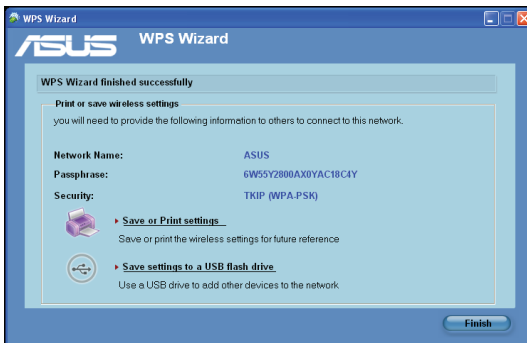 WPS Wizard
ASUS WPS Wizard
WPS Wizard finished successfully
Print or save wireless settings
you will need to provide the following information to others to connect to this network.
Network Name: ASUS
Passphrase: 6W55Y2800AX0YAC18C4Y
Security: TKIP (WPA-PSK)
Save or Print settings
Save or print the wireless settings for future reference
Save settings to a USB flash drive
Use a USB drive to add other devices to the network
Finish